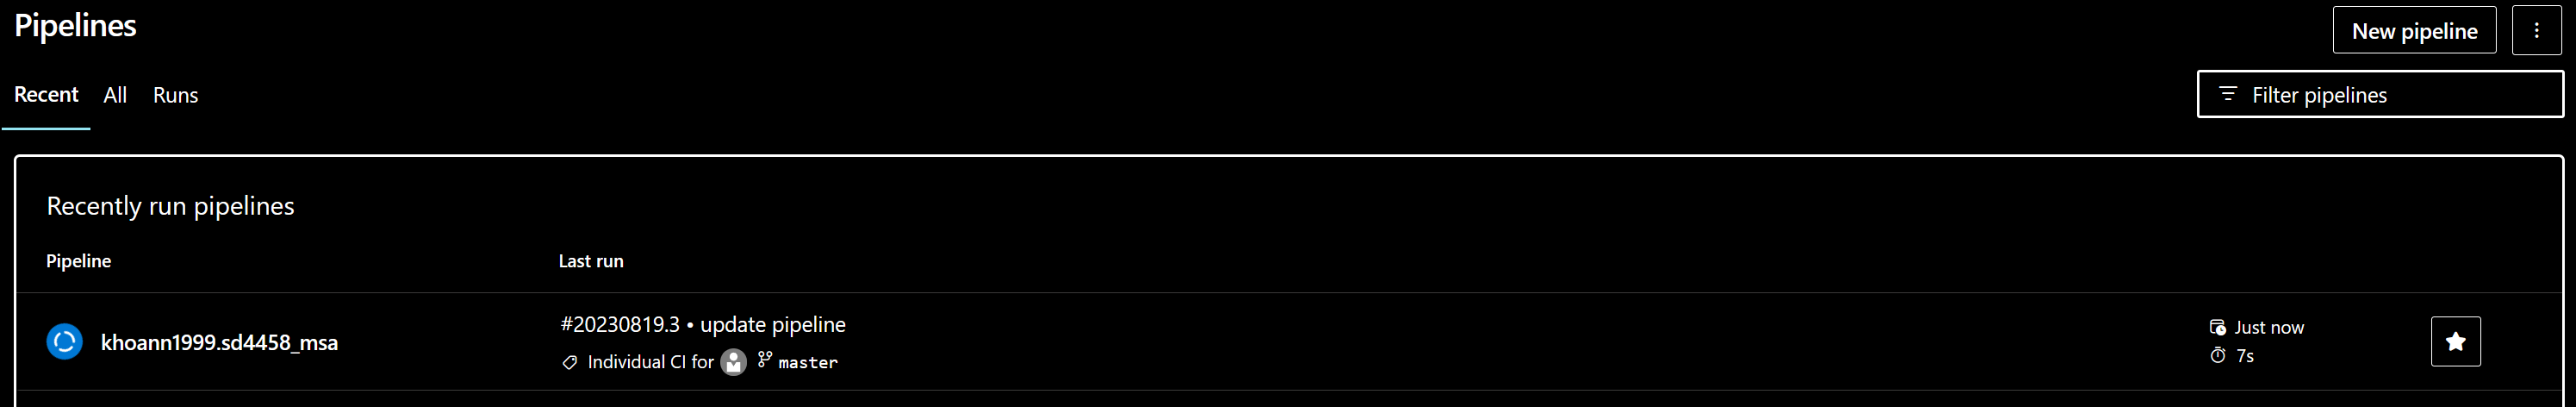 Pipelines
New pipeline
Recent All Runs
Filter pipelines
Recently run pipelines
Pipeline Last run
khoann1999.sd4458_msa
#20230819.3 • update pipeline
Individual CI for master
Just now
7s